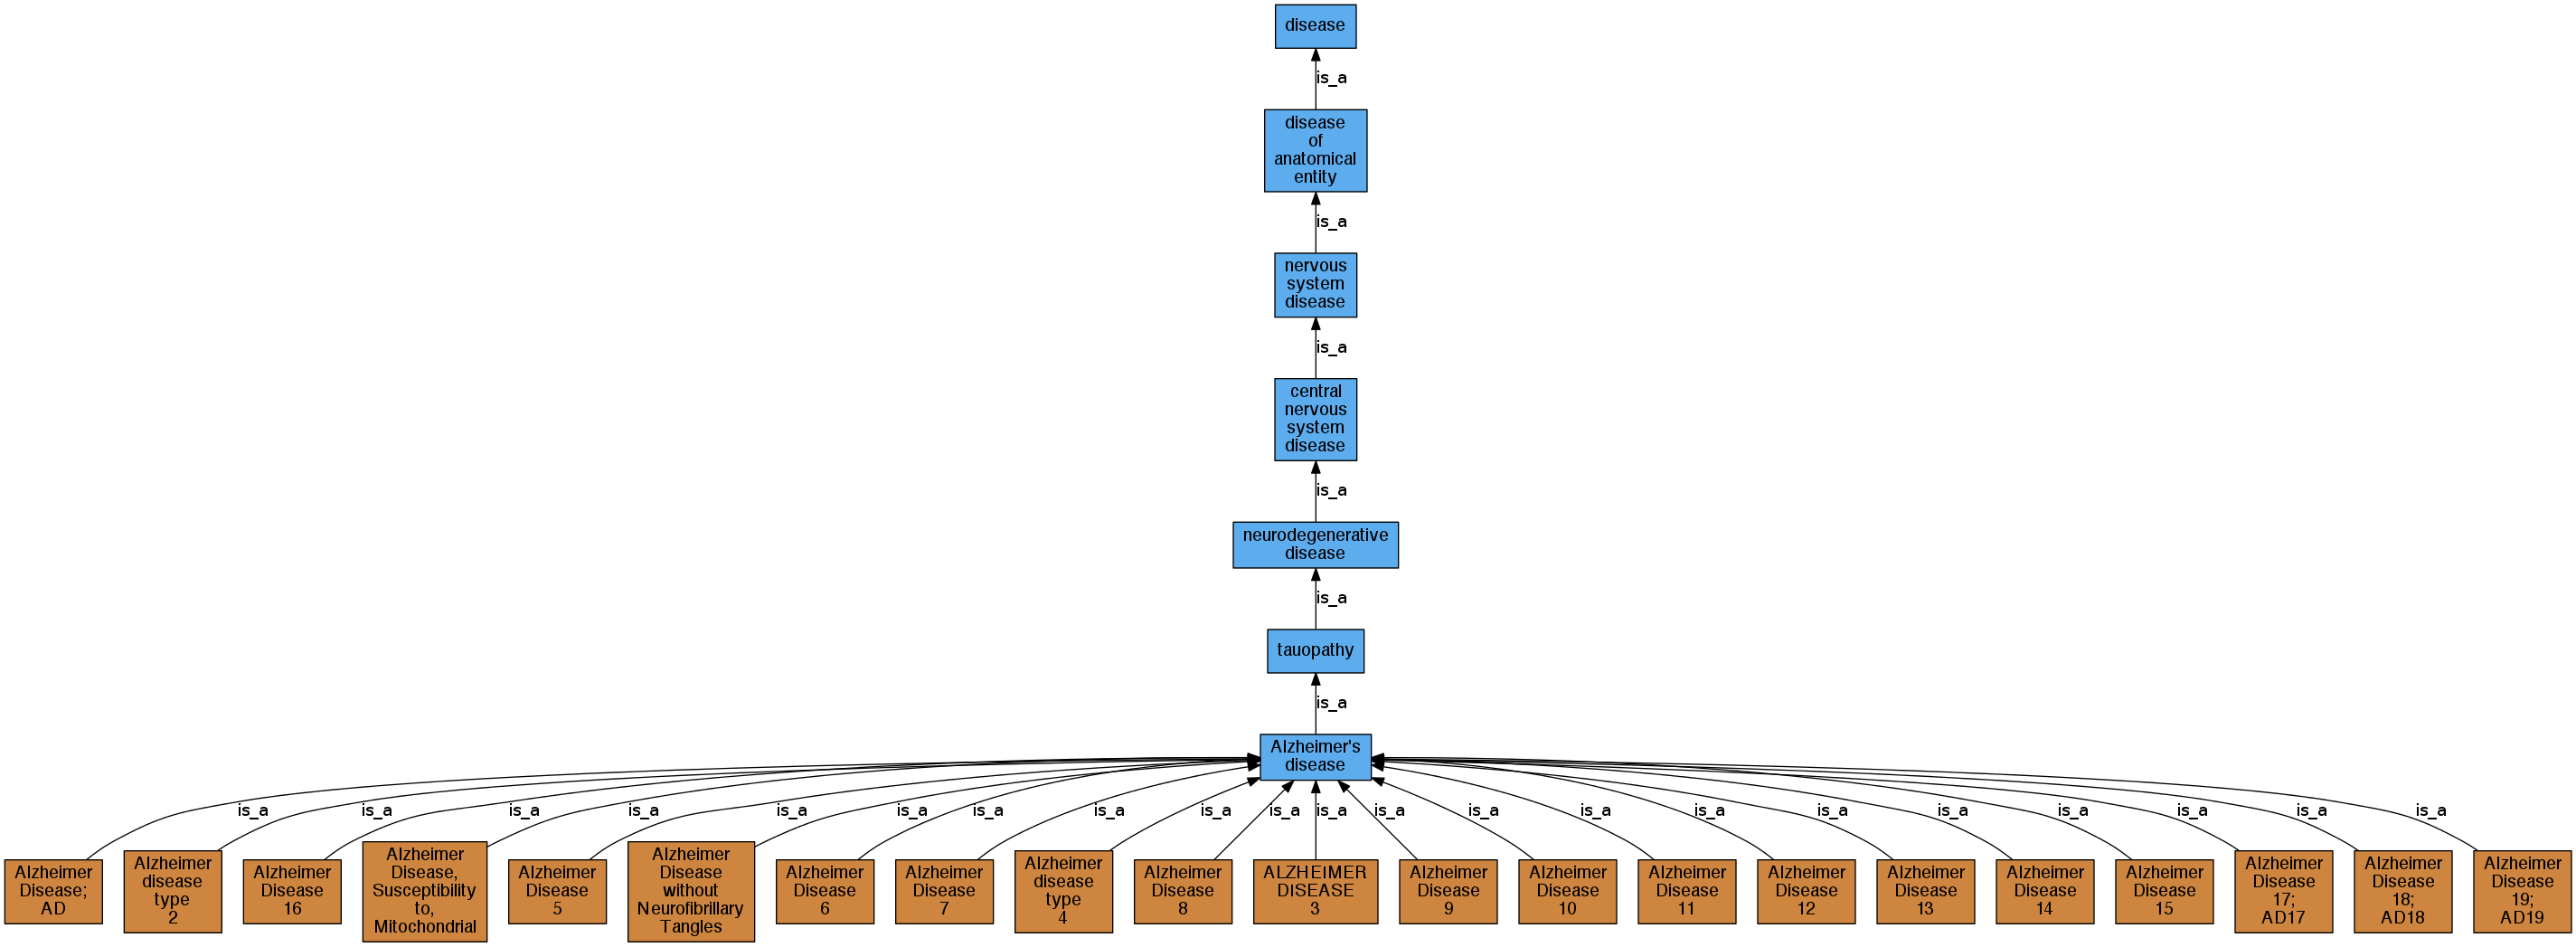 disease
is_a
disease
of
anatomical
entity
is_a
nervous
system
disease
is_a
central
nervous
system
disease
is_a
neurodegenerative
disease
is_a
tauopathy
is_a
Alzheimer's
disease
is_a is_a is_a is_a is_a is_a is_a is_a is_a is_a is_a is_a is_a is_a is_a is_a is_a is_a is_a is_a is_a
Alzheimer
Disease;
AD
Alzheimer
disease
type
2
Alzheimer
Disease
16
Alzheimer
Disease,
Susceptibility
to,
Mitochondrial
Alzheimer
Disease
5
Alzheimer
Disease
without
Neurofibrillary
Tangles
Alzheimer
Disease
6
Alzheimer
Disease
7
Alzheimer
disease
type
4
Alzheimer
Disease
8
ALZHEIMER
DISEASE
3
Alzheimer
Disease
9
Alzheimer
Disease
10
Alzheimer
Disease
11
Alzheimer
Disease
12
Alzheimer
Disease
13
Alzheimer
Disease
14
Alzheimer
Disease
15
Alzheimer
Disease
17;
AD17
Alzheimer
Disease
18;
AD18
Alzheimer
Disease
19;
AD19